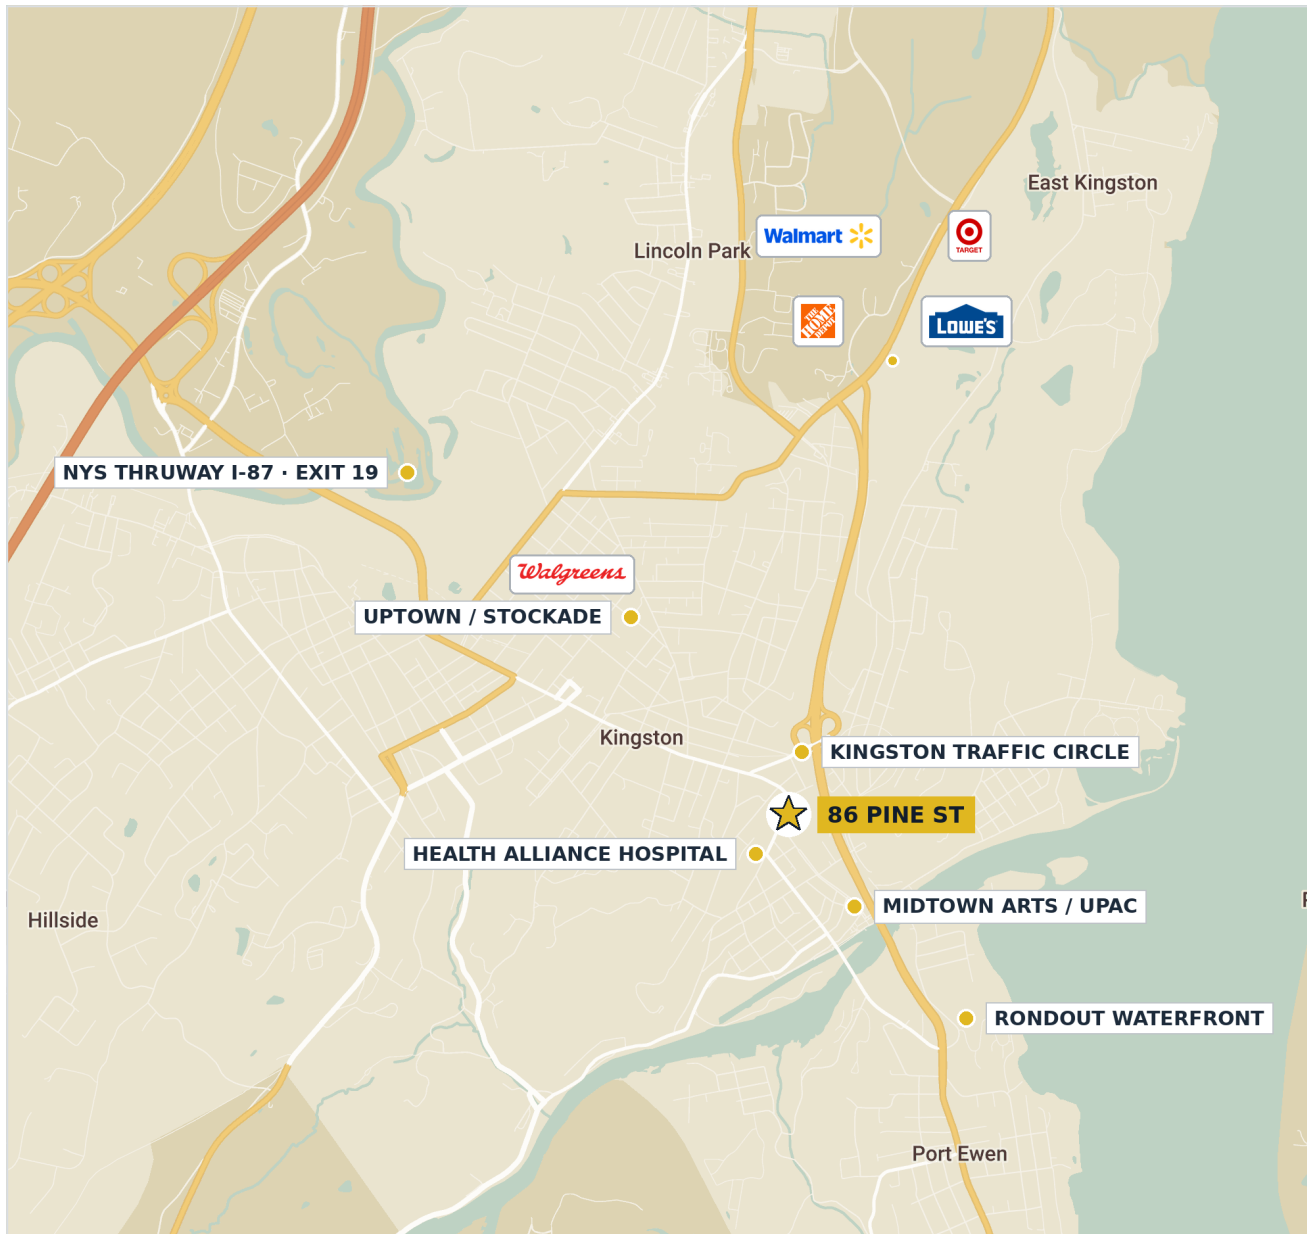 East Kingston
Walmart
TARGET
Lincoln Park
THE HOME DEPOT
LOWE'S
NYS THRUWAY I-87 · EXIT 19
Walgreens
UPTOWN / STOCKADE
Kingston
KINGSTON TRAFFIC CIRCLE
86 PINE ST
HEALTH ALLIANCE HOSPITAL
MIDTOWN ARTS / UPAC
Hillside
RONDOUT WATERFRONT
Port Ewen